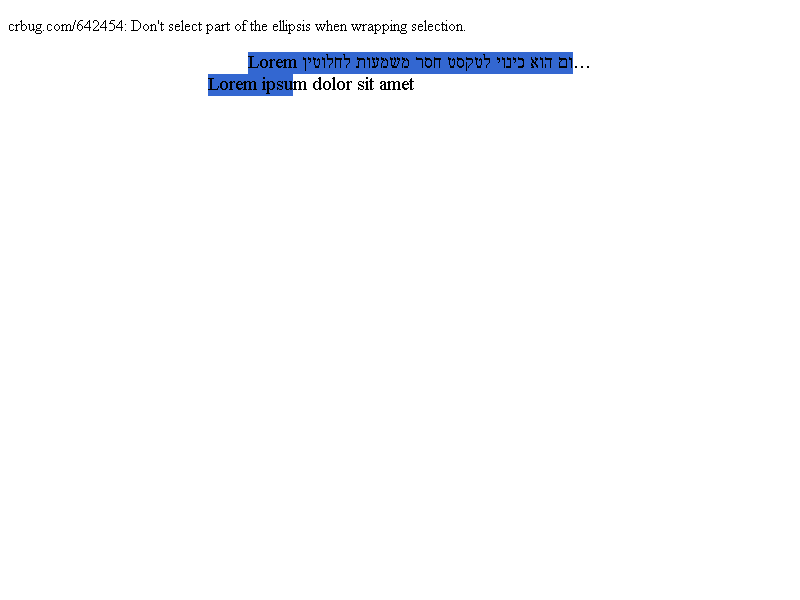 crbug.com/642454: Don't select part of the ellipsis when wrapping selection.
Lorem ום הוא כינוי לטקסט חסר משמעות לחלוטין…
Lorem ipsum dolor sit amet